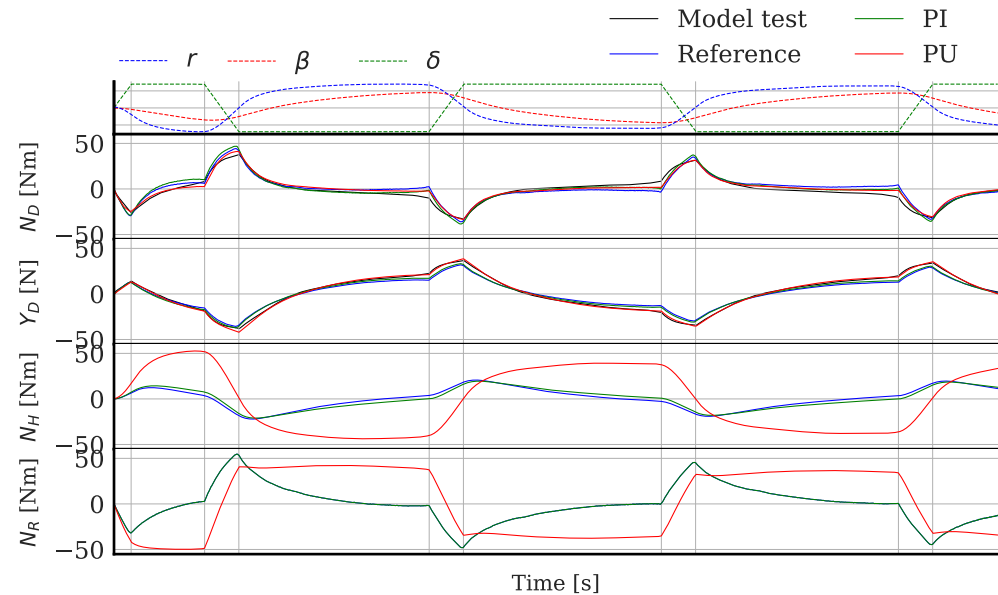 Model test PI
r β δ Reference PU
50
0
−50
N_D [Nm]
50
0
−50
Y_D [N]
50
0
−50
N_H [Nm]
50
0
−50
N_R [Nm]
Time [s]